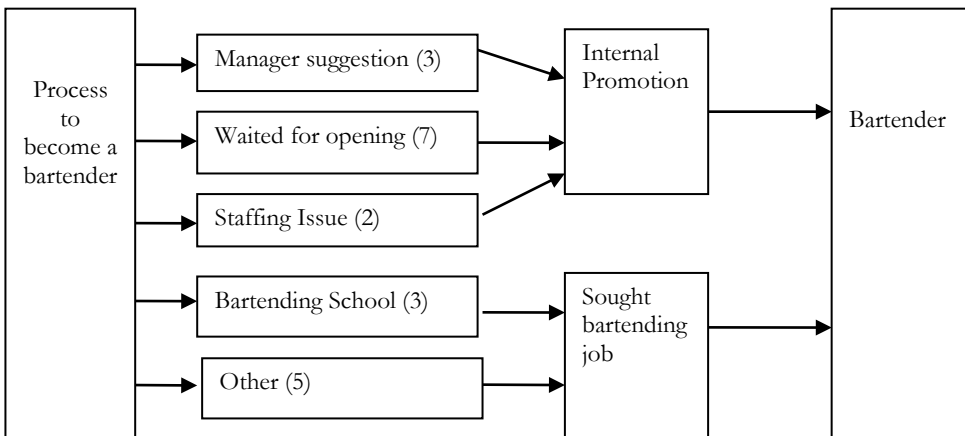 Process
to
become a
bartender
Manager suggestion (3)
Waited for opening (7)
Staffing Issue (2)
Bartending School (3)
Other (5)
Internal
Promotion
Sought
bartending
job
Bartender